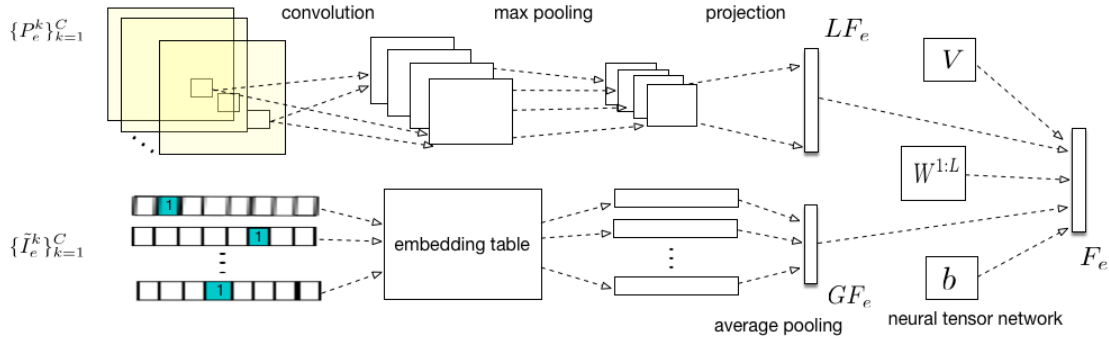 convolution max pooling projection
{P_e^k}_{k=1}^C
LF_e
V
W^{1:L}
1
1
embedding table
{Ĩ_e^k}_{k=1}^C
1
F_e
b
GF_e
average pooling neural tensor network